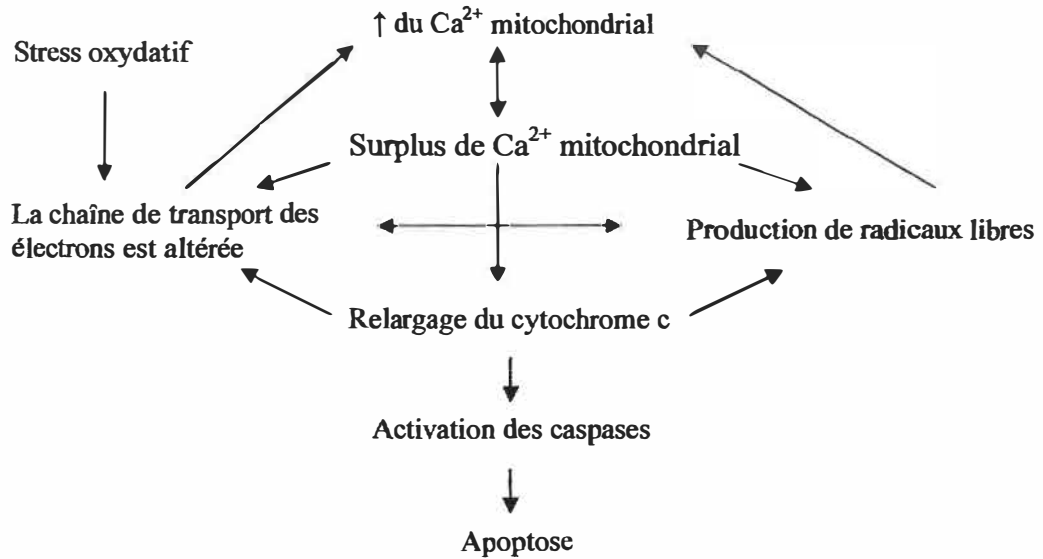 ↑ du Ca²⁺ mitochondrial
Stress oxydatif
Surplus de Ca²⁺ mitochondrial
La chaîne de transport des
électrons est altérée
Production de radicaux libres
Relargage du cytochrome c
Activation des caspases
Apoptose